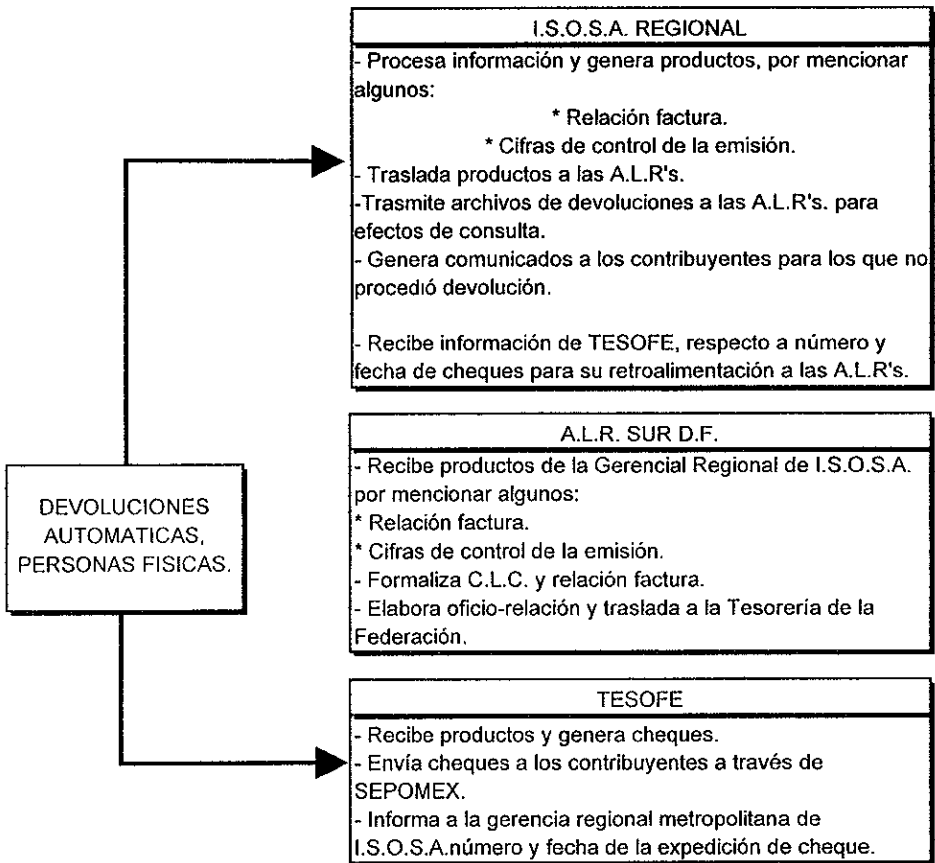 I.S.O.S.A. REGIONAL
- Procesa información y genera productos, por mencionar
algunos:
* Relación factura.
* Cifras de control de la emisión.
- Traslada productos a las A.L.R's.
-Trasmite archivos de devoluciones a las A.L.R's. para
efectos de consulta.
- Genera comunicados a los contribuyentes para los que no
procedió devolución.
- Recibe información de TESOFE, respecto a número y
fecha de cheques para su retroalimentación a las A.L.R's.
A.L.R. SUR D.F.
- Recibe productos de la Gerencial Regional de I.S.O.S.A.
por mencionar algunos:
* Relación factura.
* Cifras de control de la emisión.
- Formaliza C.L.C. y relación factura.
- Elabora oficio-relación y traslada a la Tesorería de la
Federación.
DEVOLUCIONES
AUTOMATICAS,
PERSONAS FISICAS.
TESOFE
- Recibe productos y genera cheques.
- Envía cheques a los contribuyentes a través de
SEPOMEX.
- Informa a la gerencia regional metropolitana de
I.S.O.S.A.número y fecha de la expedición de cheque.